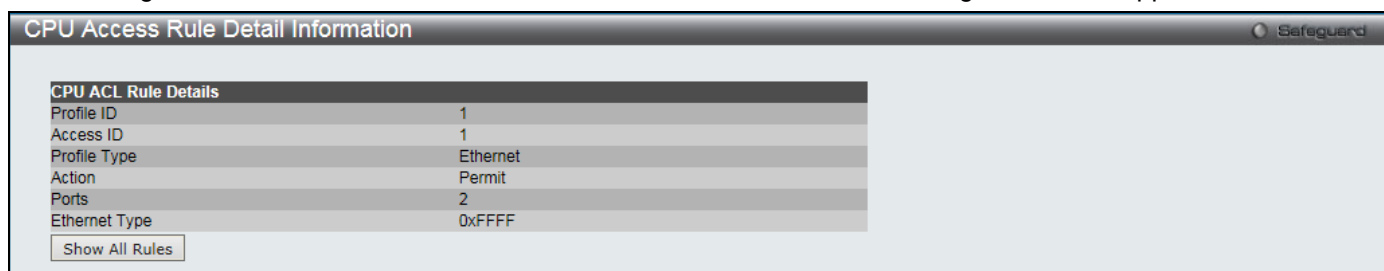 CPU Access Rule Detail Information
Safeguard
CPU ACL Rule Details
Profile ID 1
Access ID 1
Profile Type Ethernet
Action Permit
Ports 2
Ethernet Type 0xFFFF
Show All Rules